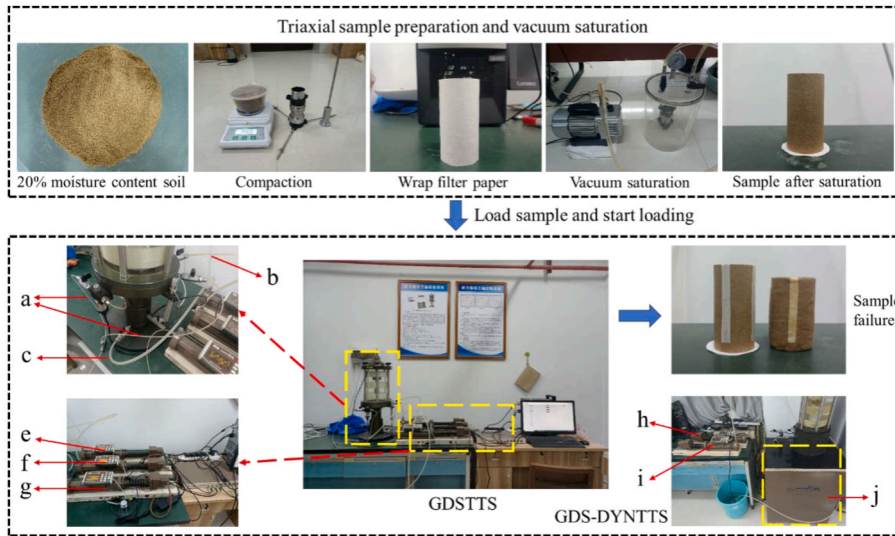 Triaxial sample preparation and vacuum saturation
20% moisture content soil
Compaction
Wrap filter paper
Vacuum saturation
Sample after saturation
Load sample and start loading
a
b
c
e
f
g
GDSTTS
Sample
failure
h
i
j
GDS-DYNTTS